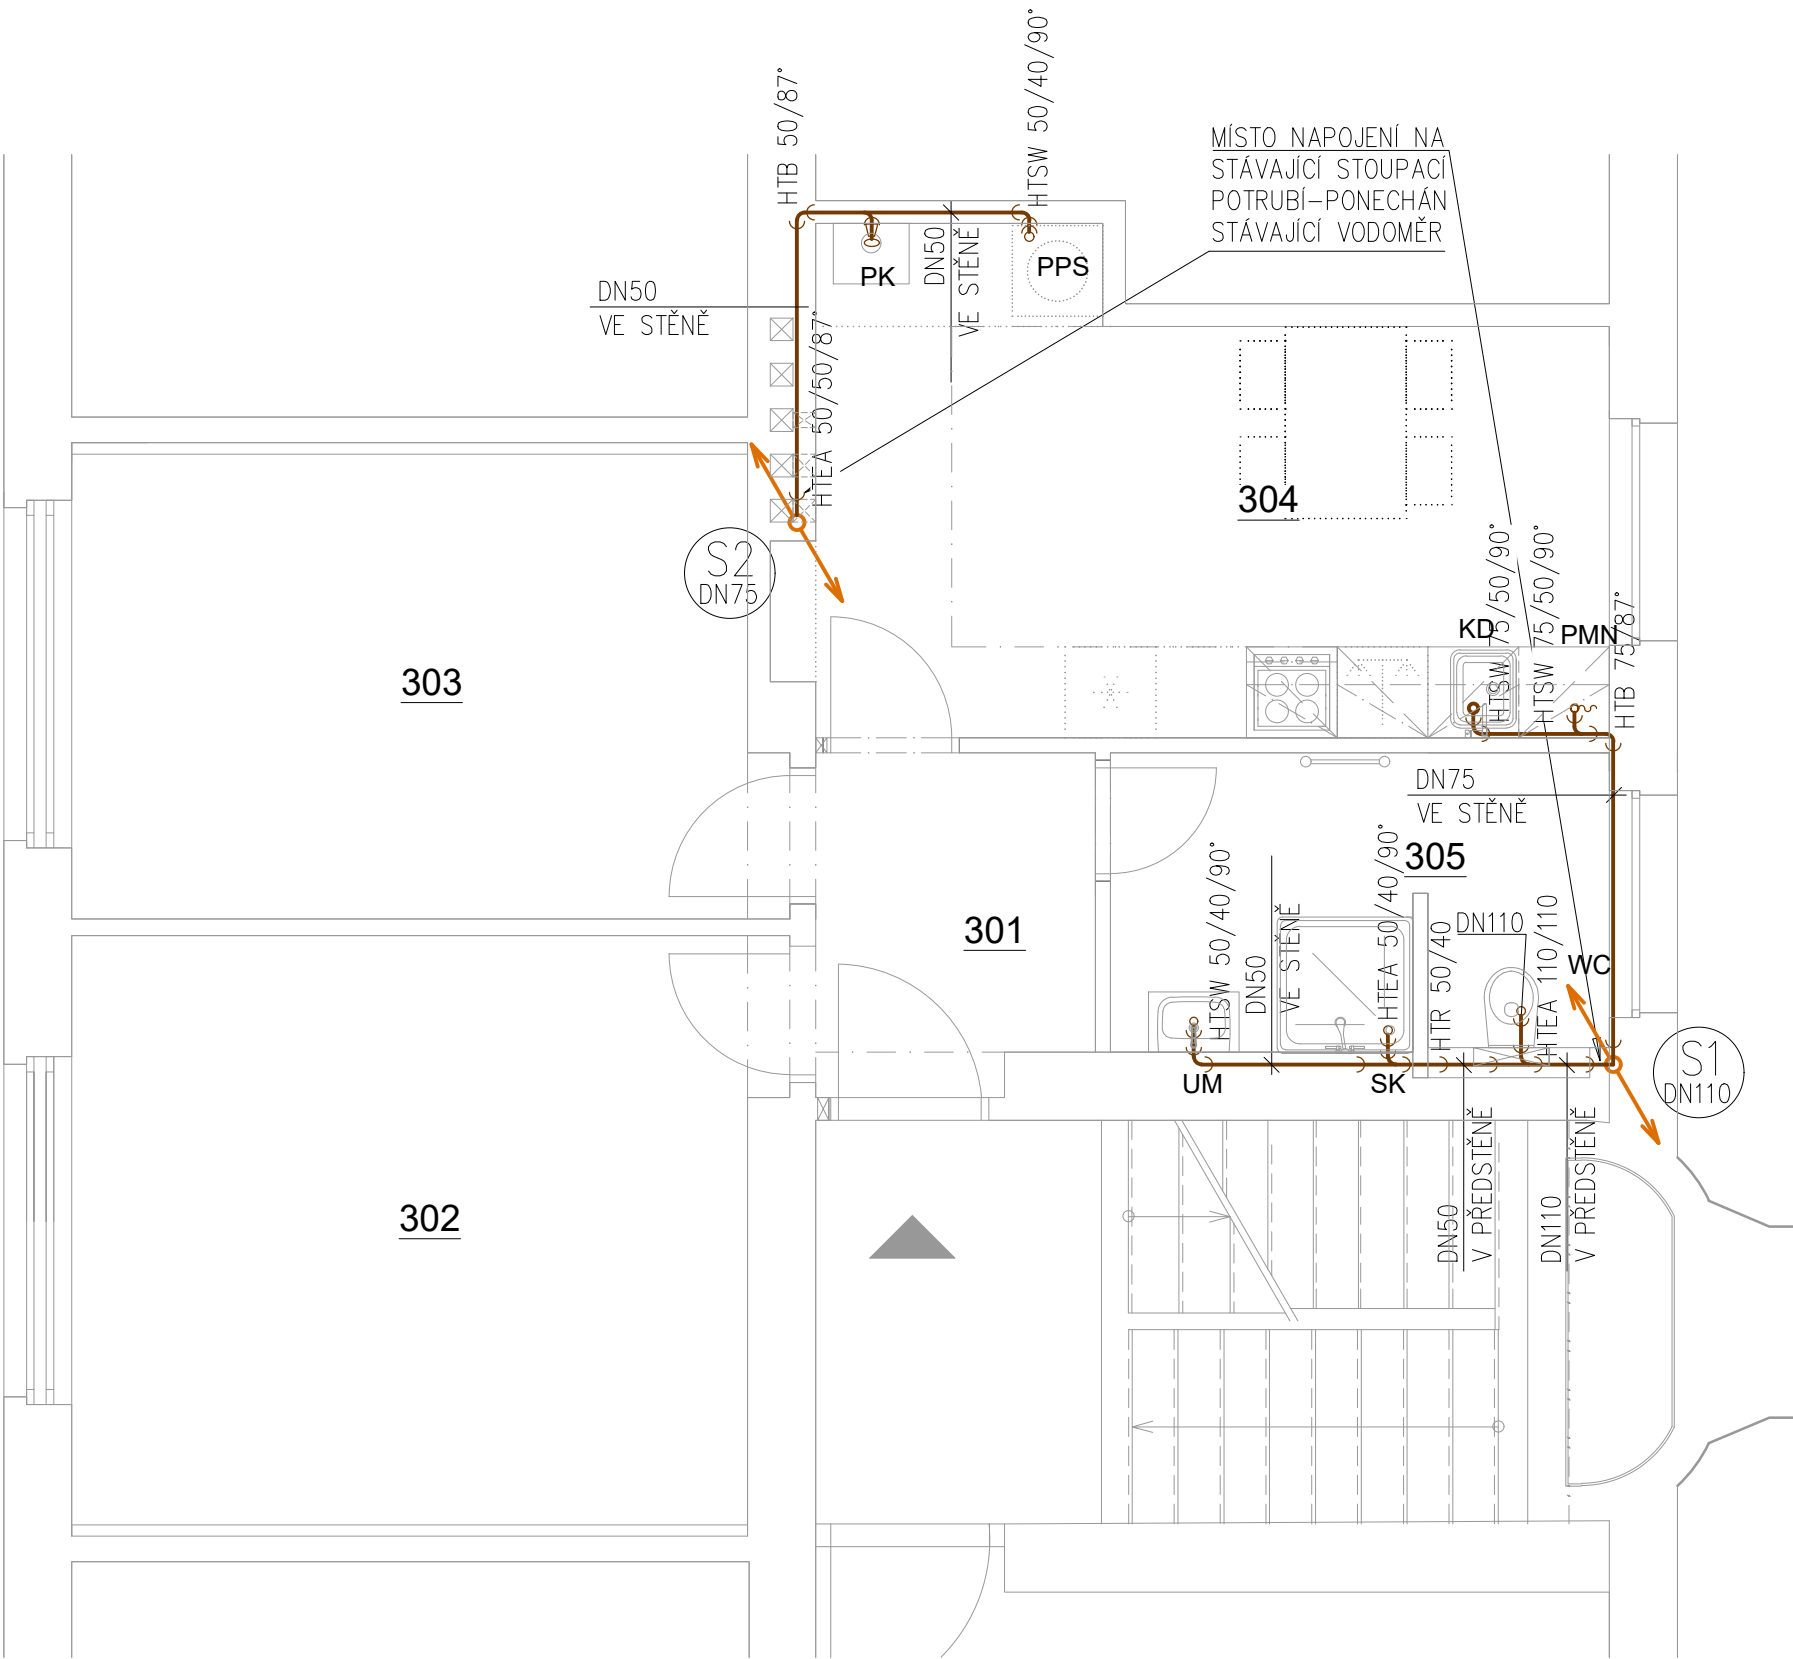 HTB 50/87°
HTSW 50/40/90°
MÍSTO NAPOJENÍ NA
STÁVAJÍCÍ STOUPACÍ
POTRUBÍ-PONECHÁN
STÁVAJÍCÍ VODOMĚR
PK
DN50
VE STĚNĚ
PPS
DN50
VE STĚNĚ
HTEA 50/50/87°
304
S2
DN75
303
KD
HTSW 75/50/90°
HTSW 75/50/90°
PMN
HTB 75/87°
DN75
VE STĚNĚ
305
301
HTSW 50/40/90°
DN50
VE STĚNĚ
HTEA 50/40/90°
HTR 50/40
DN110
HTEA 110/110
WC
S1
DN110
UM
SK
DN50
V PŘEDSTĚNĚ
DN110
V PŘEDSTĚNĚ
302